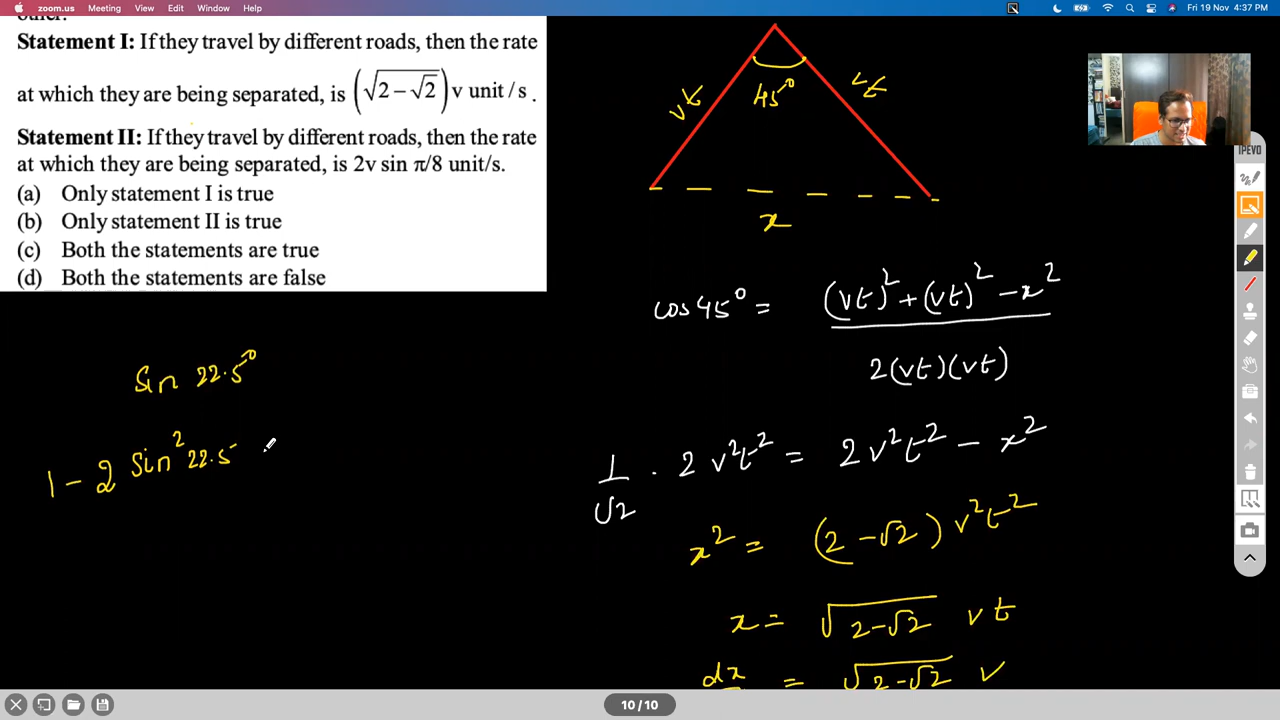 zoom.us Meeting View Edit Window Help Fri 19 Nov 4:37 PM
other.
Statement I: If they travel by different roads, then the rate
at which they are being separated, is (√(2−√2)) v unit / s .
Statement II: If they travel by different roads, then the rate
at which they are being separated, is 2v sin π/8 unit/s.
(a) Only statement I is true
(b) Only statement II is true
(c) Both the statements are true
(d) Both the statements are false
sin 22.5°
1 − 2 sin² 22.5
vt 45° vt
x
cos 45° = ((vt)² + (vt)² − x²) / (2(vt)(vt))
1/√2 . 2 v²t² = 2v²t² − x²
x² = (2 − √2) v²t²
x = √(2−√2) vt
dx = √(2−√2) v
IPEVO
10 / 10